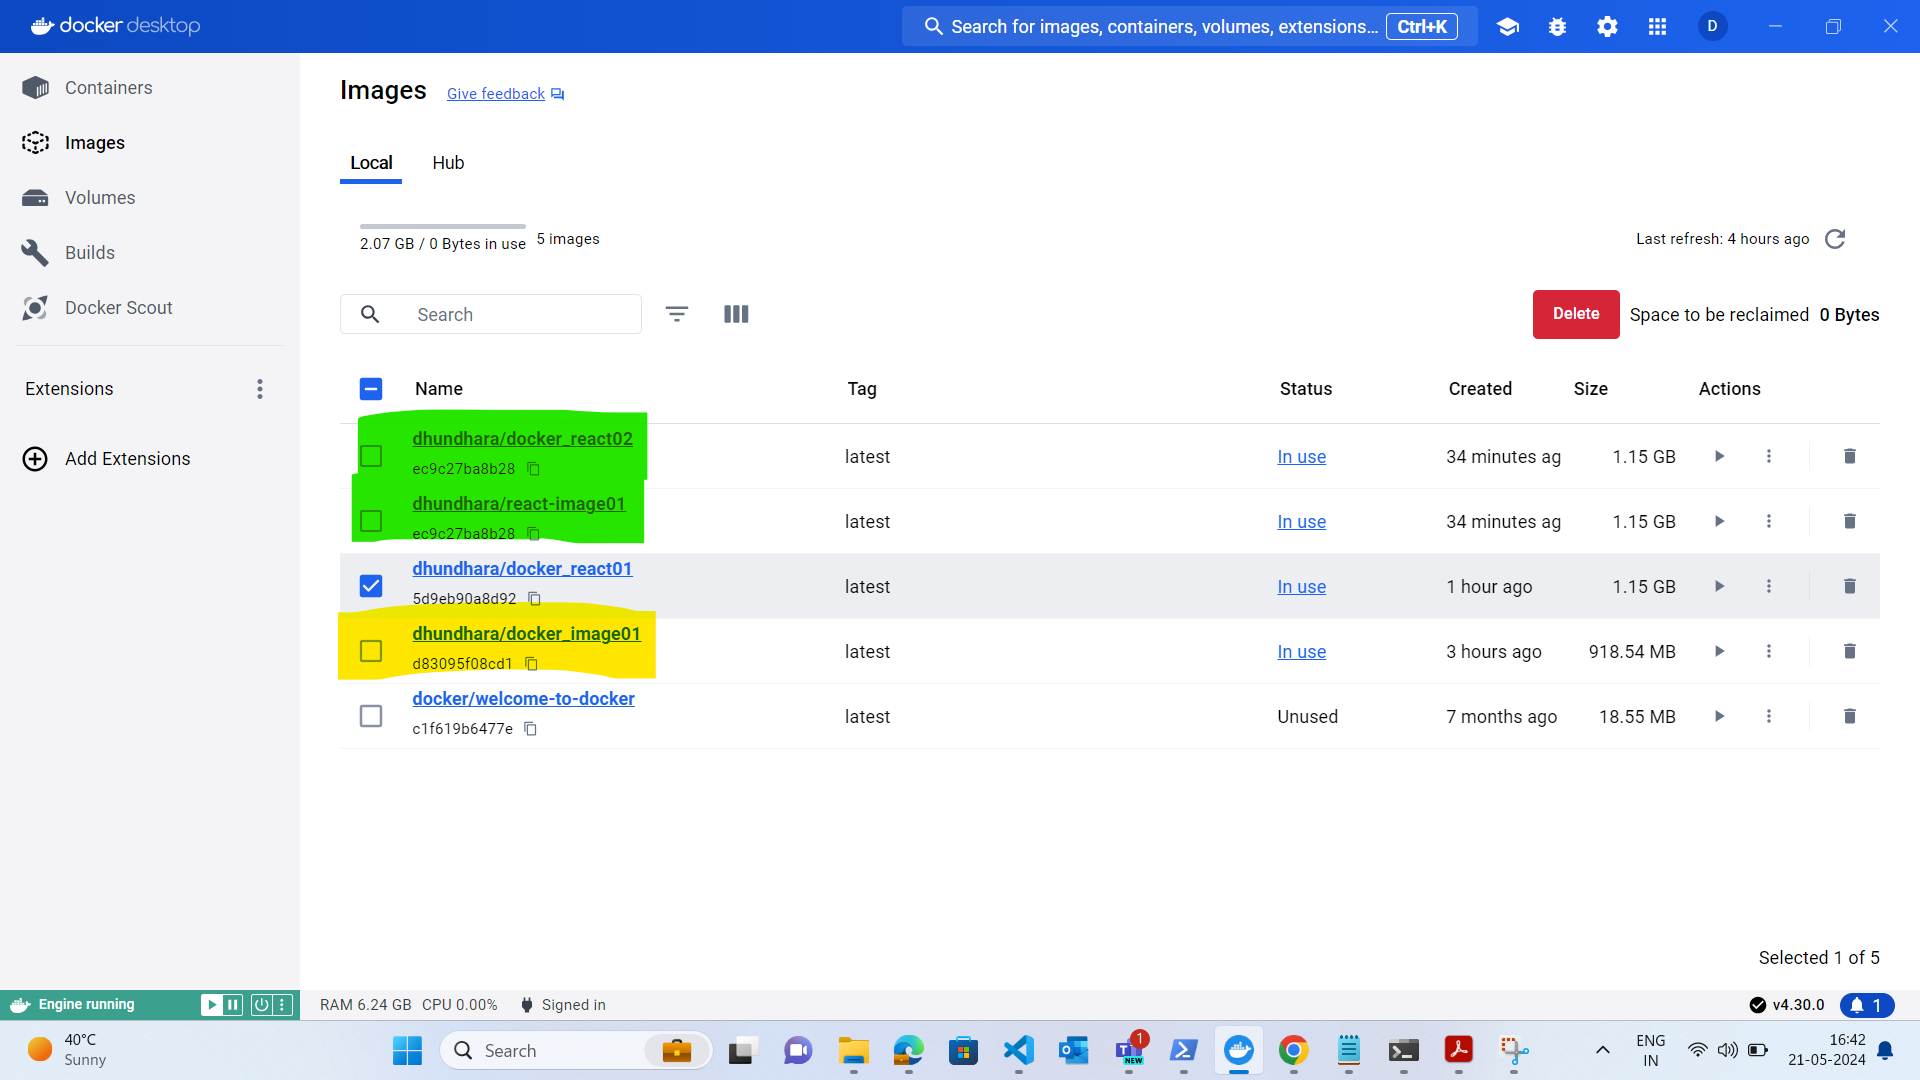 docker desktop
Search for images, containers, volumes, extensions... Ctrl+K
D
Containers
Images
Volumes
Builds
Docker Scout
Extensions
Add Extensions
Images Give feedback
Local Hub
2.07 GB / 0 Bytes in use 5 images
Last refresh: 4 hours ago
Search
Delete Space to be reclaimed 0 Bytes
Name Tag Status Created Size Actions
dhundhara/docker_react02
ec9c27ba8b28
latest In use 34 minutes ag 1.15 GB
dhundhara/react-image01
ec9c27ba8b28
latest In use 34 minutes ag 1.15 GB
dhundhara/docker_react01
5d9eb90a8d92
latest In use 1 hour ago 1.15 GB
dhundhara/docker_image01
d83095f08cd1
latest In use 3 hours ago 918.54 MB
docker/welcome-to-docker
c1f619b6477e
latest Unused 7 months ago 18.55 MB
Selected 1 of 5
Engine running
RAM 6.24 GB CPU 0.00% Signed in
v4.30.0 1
40°C
Sunny
Search
1
NEW
ENG
IN
16:42
21-05-2024